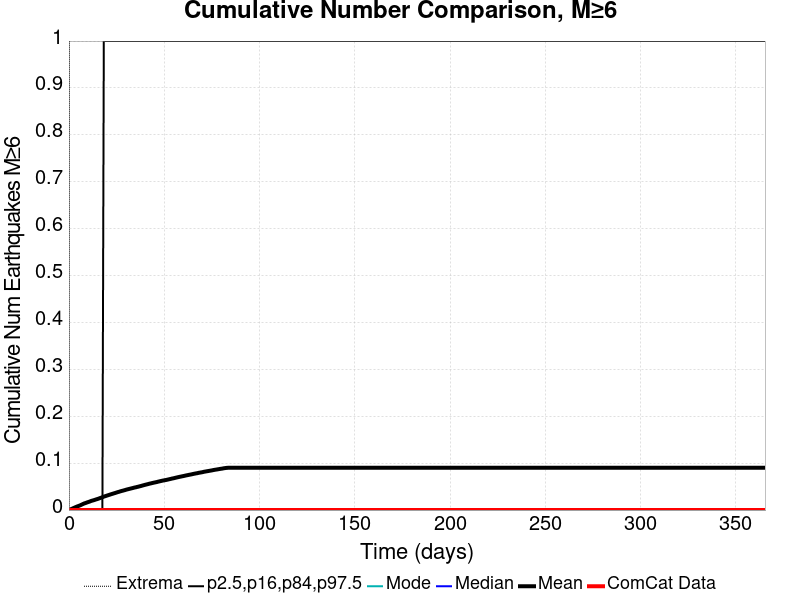 Cumulative Number Comparison, M≥6
Cumulative Num Earthquakes M≥6
1
0.9
0.8
0.7
0.6
0.5
0.4
0.3
0.2
0.1
0
0 50 100 150 200 250 300 350
Time (days)
Extrema p2.5,p16,p84,p97.5 Mode Median Mean ComCat Data